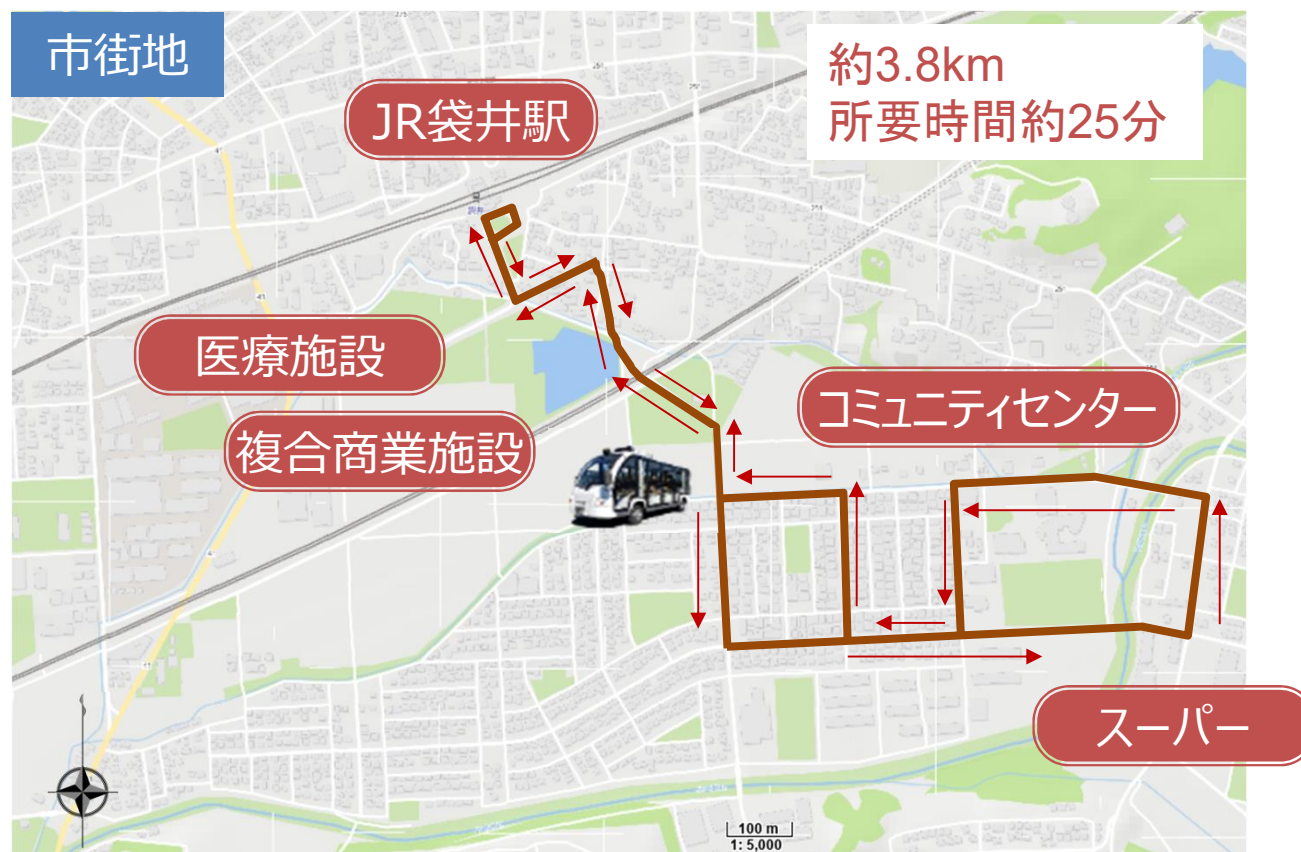 市街地
約3.8km
所要時間約25分
JR袋井駅
医療施設
複合商業施設
コミュニティセンター
スーパー
41
41
100 m
1: 5,000